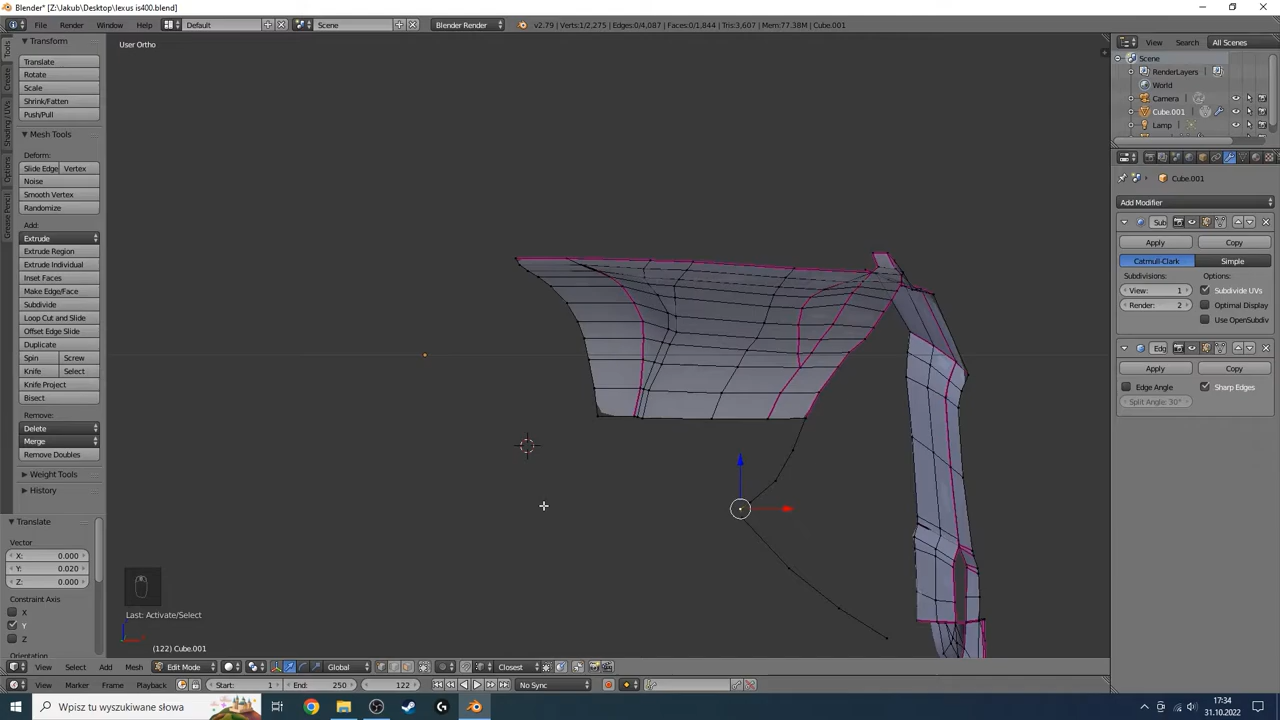 Blender* [Z:\Jakub\Desktop\lexus is400.blend]
File Render Window Help Default Scene Blender Render v2.79 | Verts:1/2,275 | Edges:0/4,087 | Faces:0/1,844 | Tris:3,607 | Mem:77.38M | Cube.001 View Search All Scenes
Tools
Create
Shading / UVs
Options
Grease Pencil
Transform
Translate
Rotate
Scale
Shrink/Fatten
Push/Pull
Mesh Tools
Deform:
Slide Edge Vertex
Noise
Smooth Vertex
Randomize
Add:
Extrude
Extrude Region
Extrude Individual
Inset Faces
Make Edge/Face
Subdivide
Loop Cut and Slide
Offset Edge Slide
Duplicate
Spin Screw
Knife Select
Knife Project
Bisect
Remove:
Delete
Merge
Remove Doubles
Weight Tools
History
Translate
X: 0.000
Y: 0.020
Z: 0.000
Constraint Axis
X
Y
Z
Orientation
User Ortho
Last: Activate/Select
(122) Cube.001
Scene
RenderLayers
World
Camera
Cube.001
Lamp
Cube.001
Add Modifier
Sub
Apply Copy
Catmull-Clark Simple
Subdivisions: Options:
View: 1 Subdivide UVs
Render: 2 Optimal Display
Use OpenSubdiv
Edg
Apply Copy
Edge Angle Sharp Edges
Split Angle: 30°
View Select Add Mesh Edit Mode Global Closest
View Marker Frame Playback Start: 1 End: 250 122 No Sync
Wpisz tu wyszukiwane słowa
17:34
31.10.2022